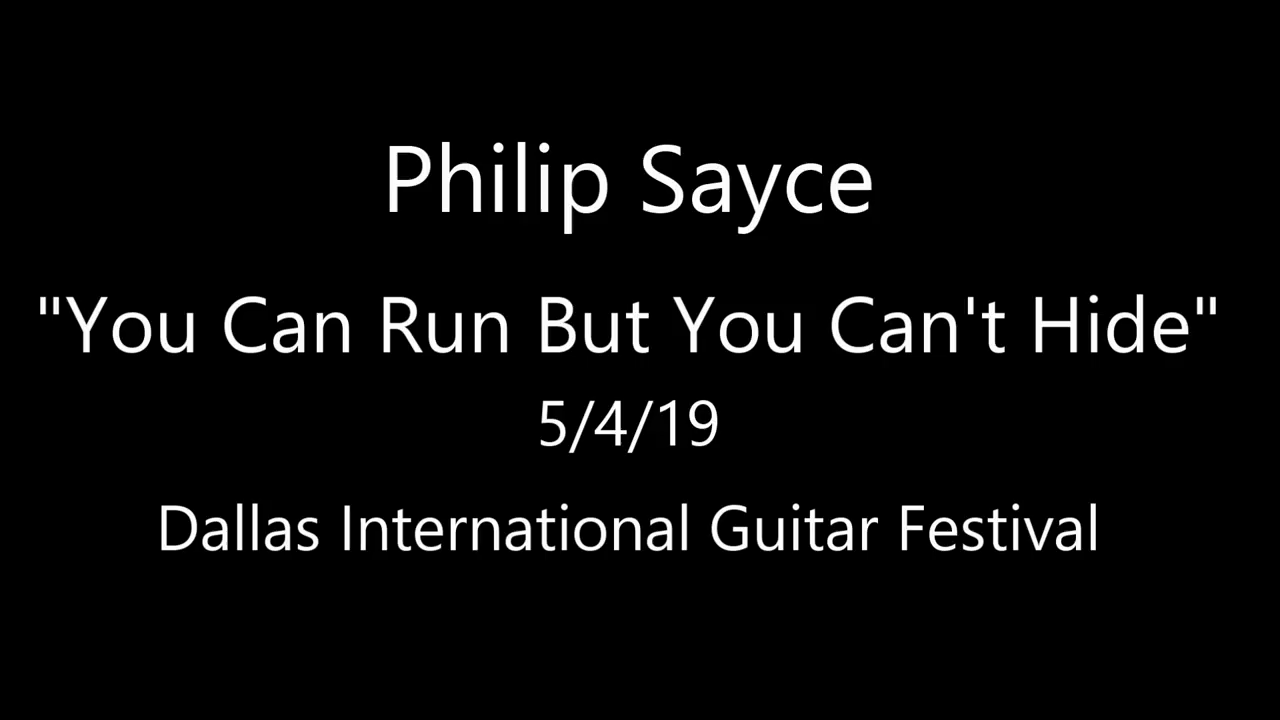 Philip Sayce
"You Can Run But You Can't Hide"
5/4/19
Dallas International Guitar Festival